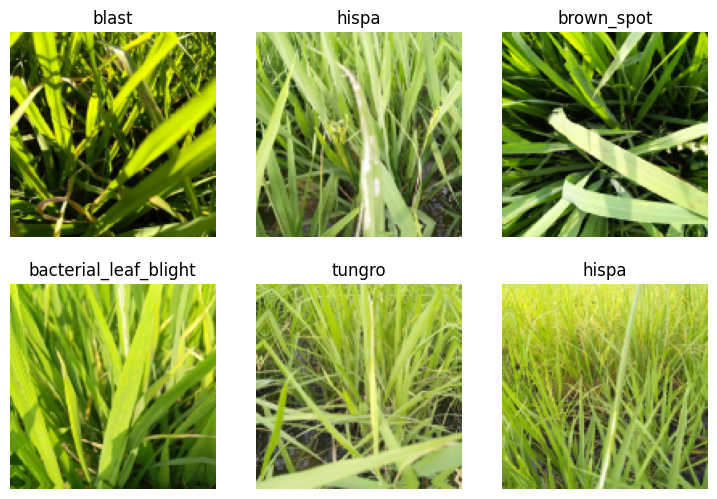 blast
hispa
brown_spot
bacterial_leaf_blight
tungro
hispa